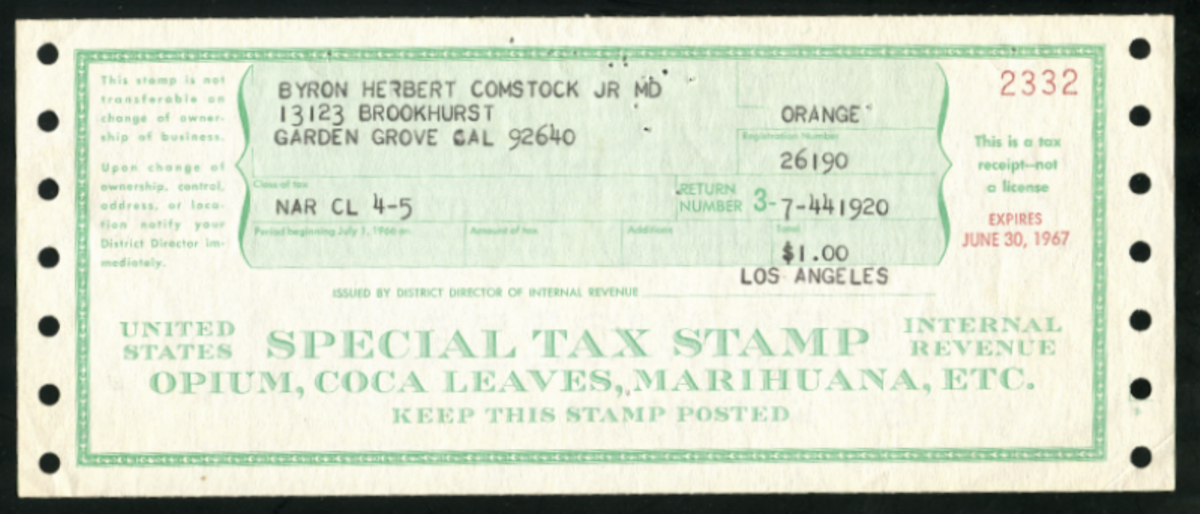 This stamp is not
transferable on
change of owner-
ship of business.
Upon change of
ownership, control,
address, or loca-
tion notify your
District Director im-
mediately.
BYRON HERBERT COMSTOCK JR MD
13123 BROOKHURST
GARDEN GROVE CAL 92640
ORANGE
Registration Number
26190
Class of tax
NAR CL 4-5
RETURN
NUMBER 3-7-441920
Period beginning July 1, 1966 or
Amount of tax
Additions
Total
$1.00
LOS ANGELES
ISSUED BY DISTRICT DIRECTOR OF INTERNAL REVENUE
2332
This is a tax
receipt—not
a license
EXPIRES
JUNE 30, 1967
UNITED
STATES
SPECIAL TAX STAMP
INTERNAL
REVENUE
OPIUM, COCA LEAVES, MARIHUANA, ETC.
KEEP THIS STAMP POSTED